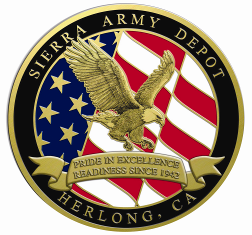 SIERRA ARMY DEPOT
PRIDE IN EXCELLENCE
READINESS SINCE 1942
HERLONG, CA